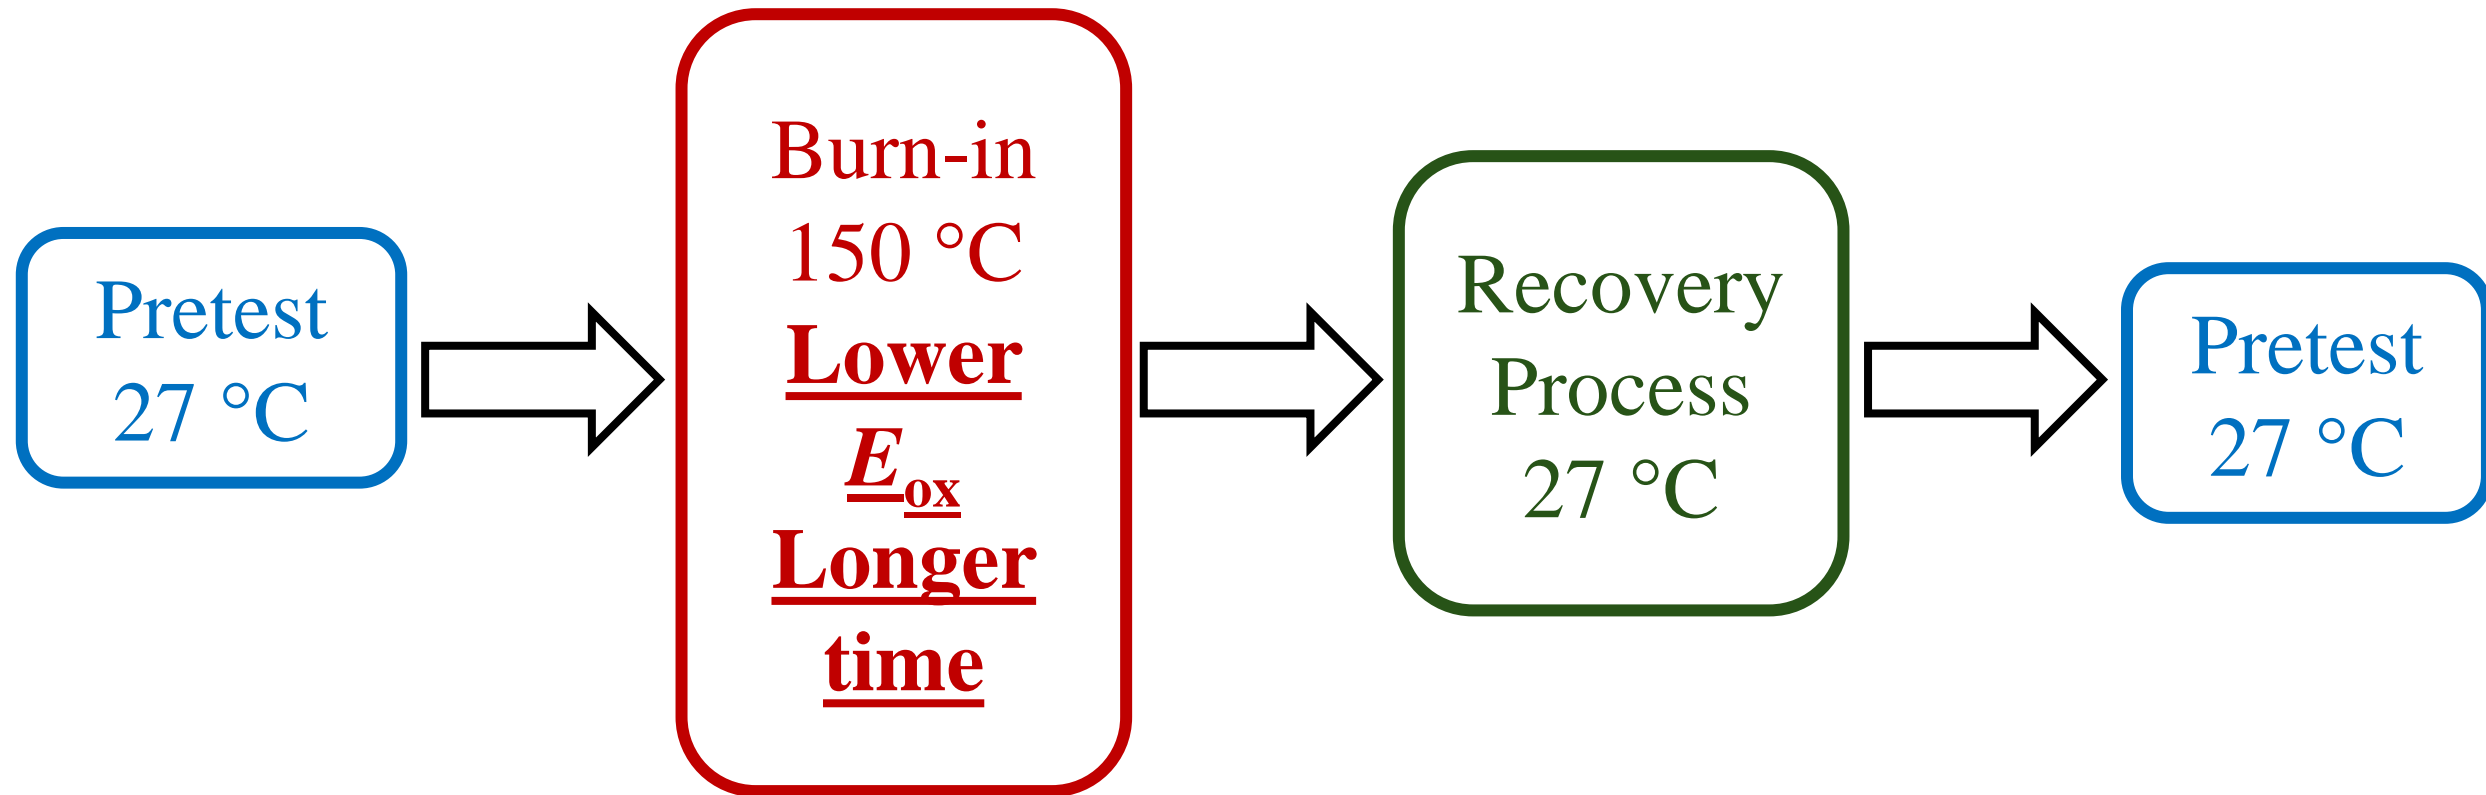 Pretest
27 °C
Burn-in
150 °C
Lower
Eox
Longer
time
Recovery
Process
27 °C
Pretest
27 °C